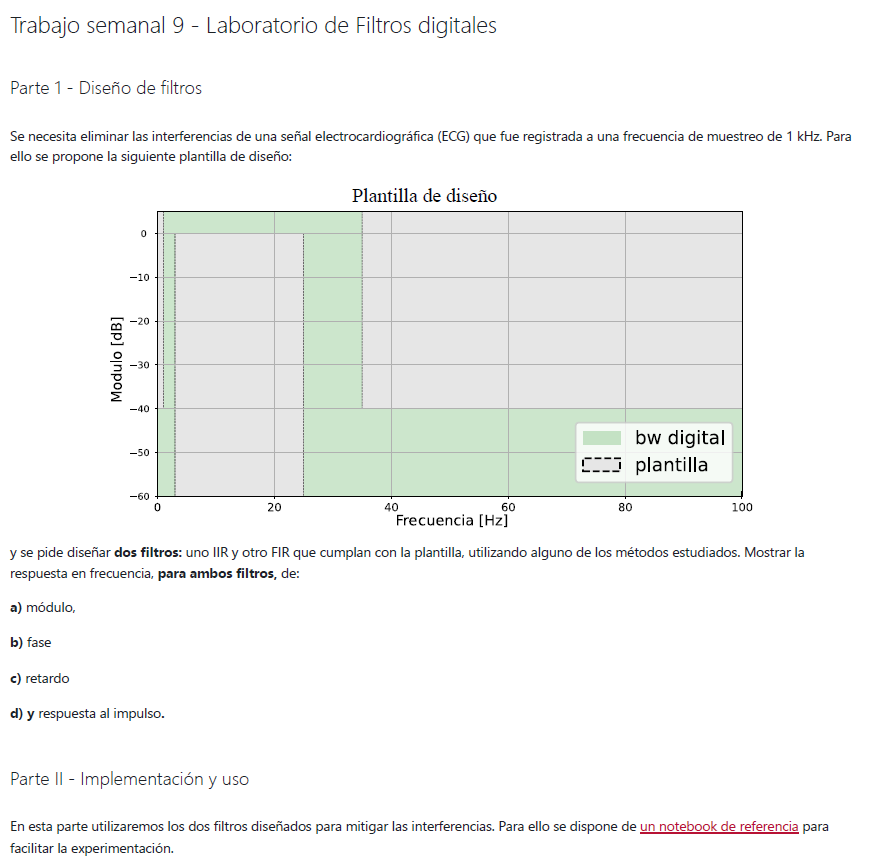 Trabajo semanal 9 - Laboratorio de Filtros digitales
Parte 1 - Diseño de filtros
Se necesita eliminar las interferencias de una señal electrocardiográfica (ECG) que fue registrada a una frecuencia de muestreo de 1 kHz. Para
ello se propone la siguiente plantilla de diseño:
Plantilla de diseño
0
−10
−20
−30
−40
−50
−60
Modulo [dB]
bw digital
plantilla
0 20 40 60 80 100
Frecuencia [Hz]
y se pide diseñar dos filtros: uno IIR y otro FIR que cumplan con la plantilla, utilizando alguno de los métodos estudiados. Mostrar la
respuesta en frecuencia, para ambos filtros, de:
a) módulo,
b) fase
c) retardo
d) y respuesta al impulso.
Parte II - Implementación y uso
En esta parte utilizaremos los dos filtros diseñados para mitigar las interferencias. Para ello se dispone de un notebook de referencia para
facilitar la experimentación.